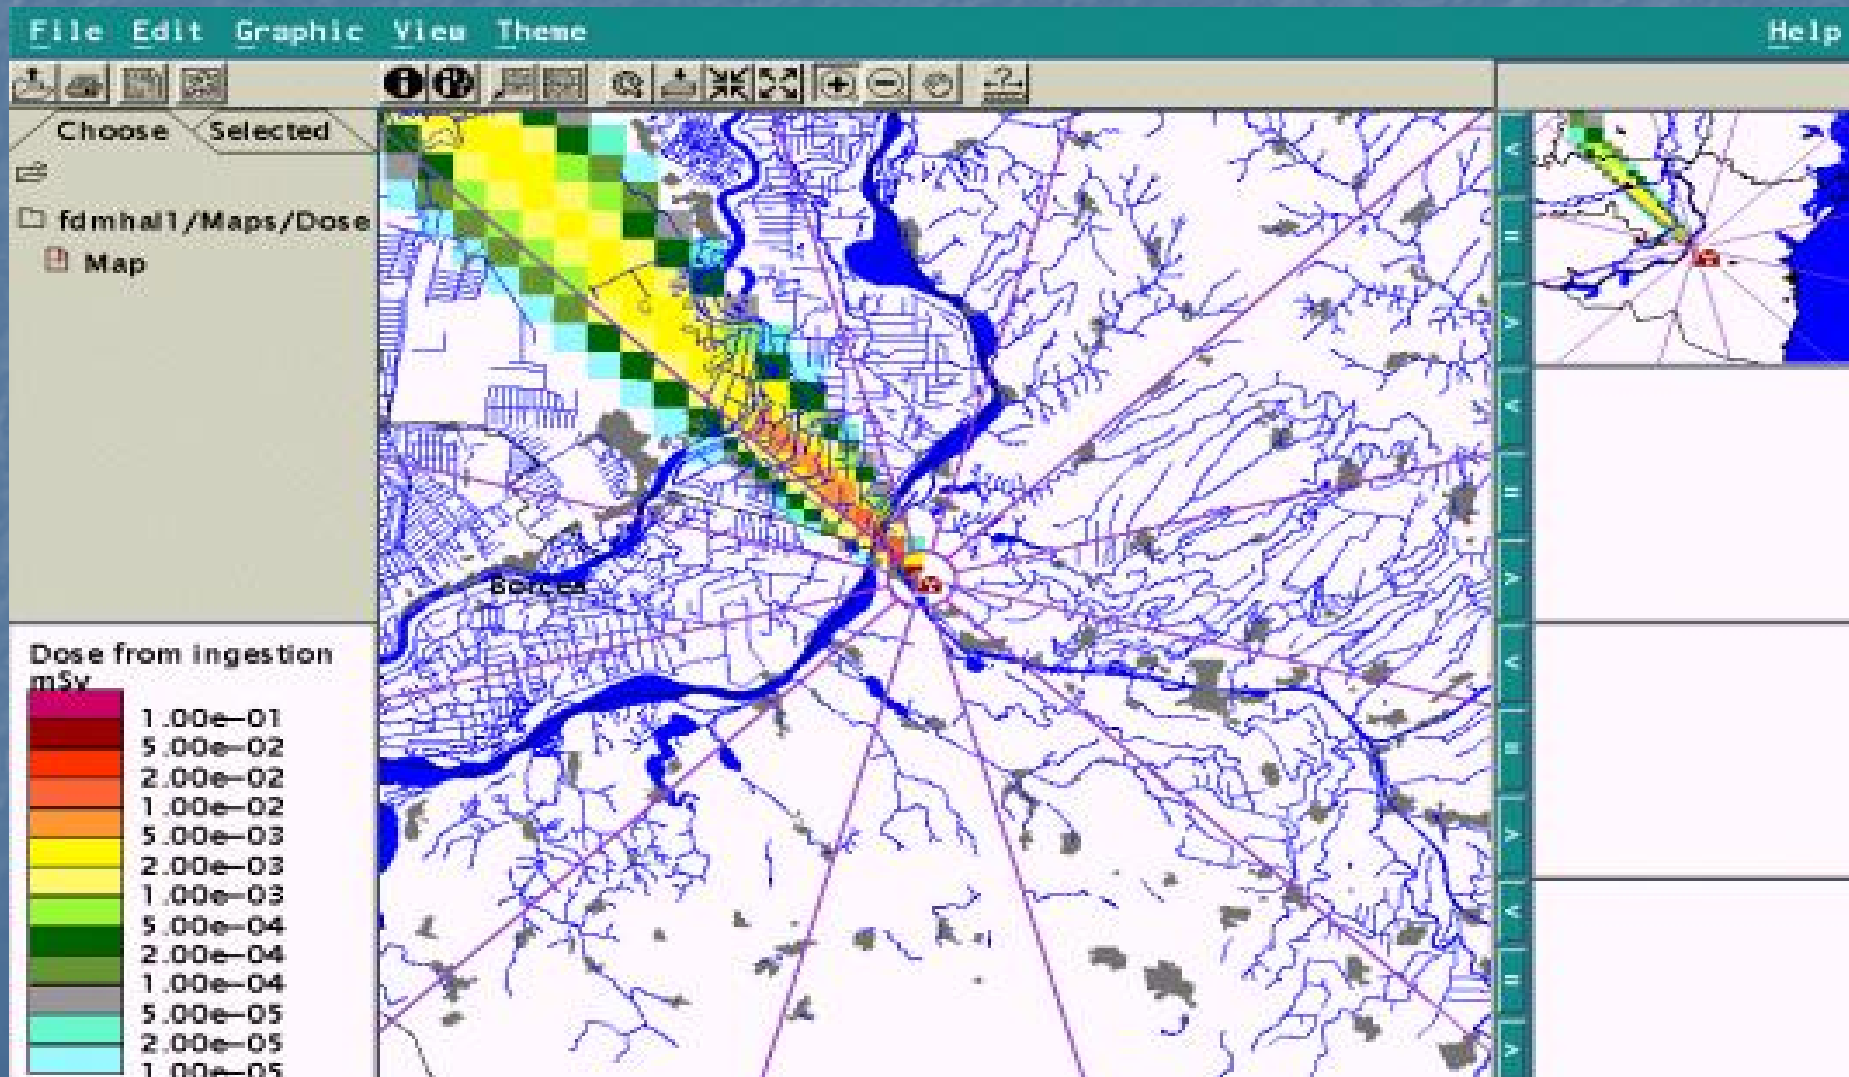 File Edit Graphic View Theme Help
Choose Selected
fdmhal1/Maps/Dose
Map
Dose from ingestion
mSv
1.00e-01
5.00e-02
2.00e-02
1.00e-02
5.00e-03
2.00e-03
1.00e-03
5.00e-04
2.00e-04
1.00e-04
5.00e-05
2.00e-05
1.00e-05